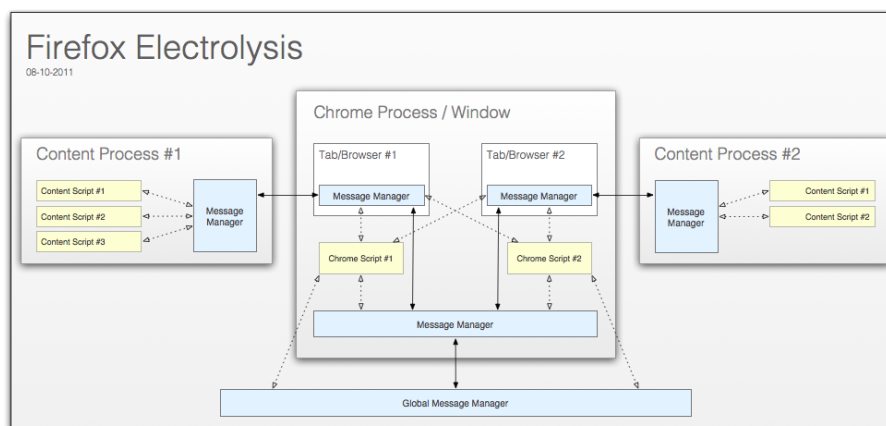 Firefox Electrolysis
08-10-2011
Chrome Process / Window
Content Process #1
Content Script #1
Content Script #2
Content Script #3
Message
Manager
Tab/Browser #1
Message Manager
Tab/Browser #2
Message Manager
Chrome Script #1
Chrome Script #2
Message Manager
Content Process #2
Message
Manager
Content Script #1
Content Script #2
Global Message Manager